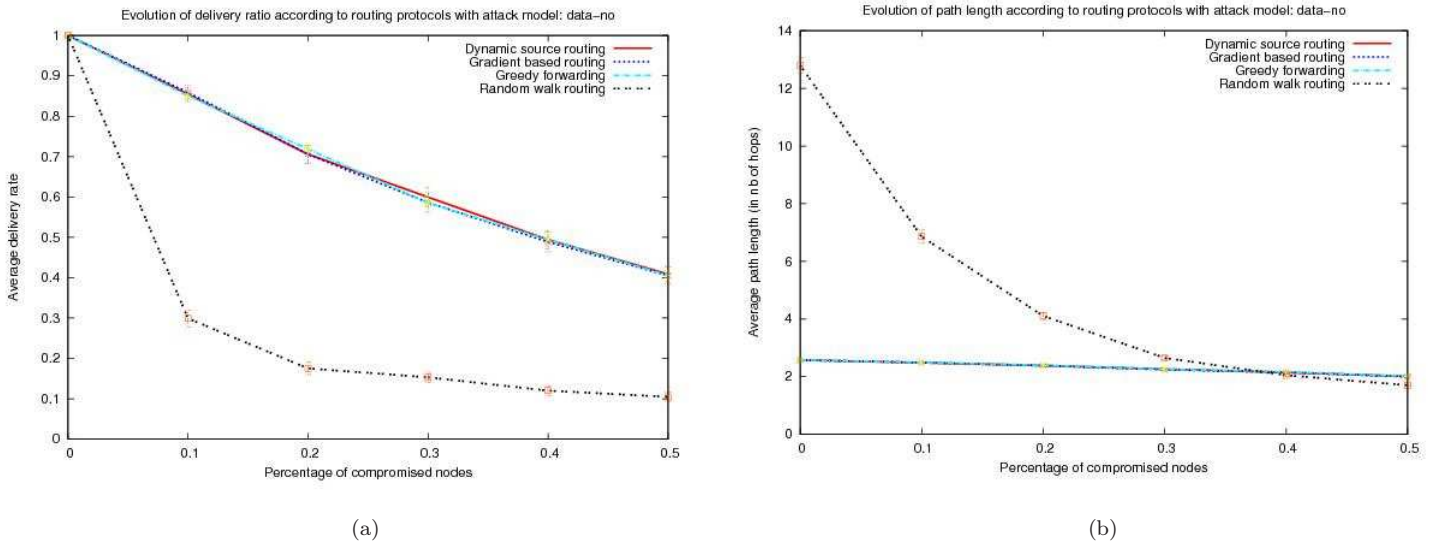 Evolution of delivery ratio according to routing protocols with attack model: data-no
1
0.9
0.8
0.7
0.6
0.5
0.4
0.3
0.2
0.1
0
Average delivery rate
Dynamic source routing
Gradient based routing
Greedy forwarding
Random walk routing
0 0.1 0.2 0.3 0.4 0.5
Percentage of compromised nodes
(a)
Evolution of path length according to routing protocols with attack model: data-no
14
12
10
8
6
4
2
0
Average path length (in nb of hops)
Dynamic source routing
Gradient based routing
Greedy forwarding
Random walk routing
0 0.1 0.2 0.3 0.4 0.5
Percentage of compromised nodes
(b)